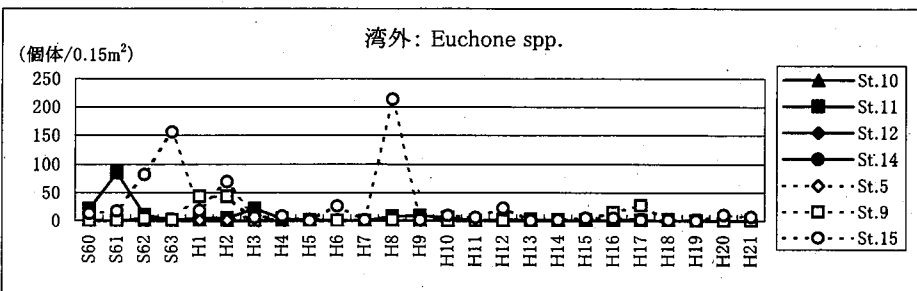 湾外: Euchone spp.
(個体/0.15m²)
250
200
150
100
50
0
S60 S61 S62 S63 H1 H2 H3 H4 H5 H6 H7 H8 H9 H10 H11 H12 H13 H14 H15 H16 H17 H18 H19 H20 H21
St.10
St.11
St.12
St.14
St.5
St.9
St.15